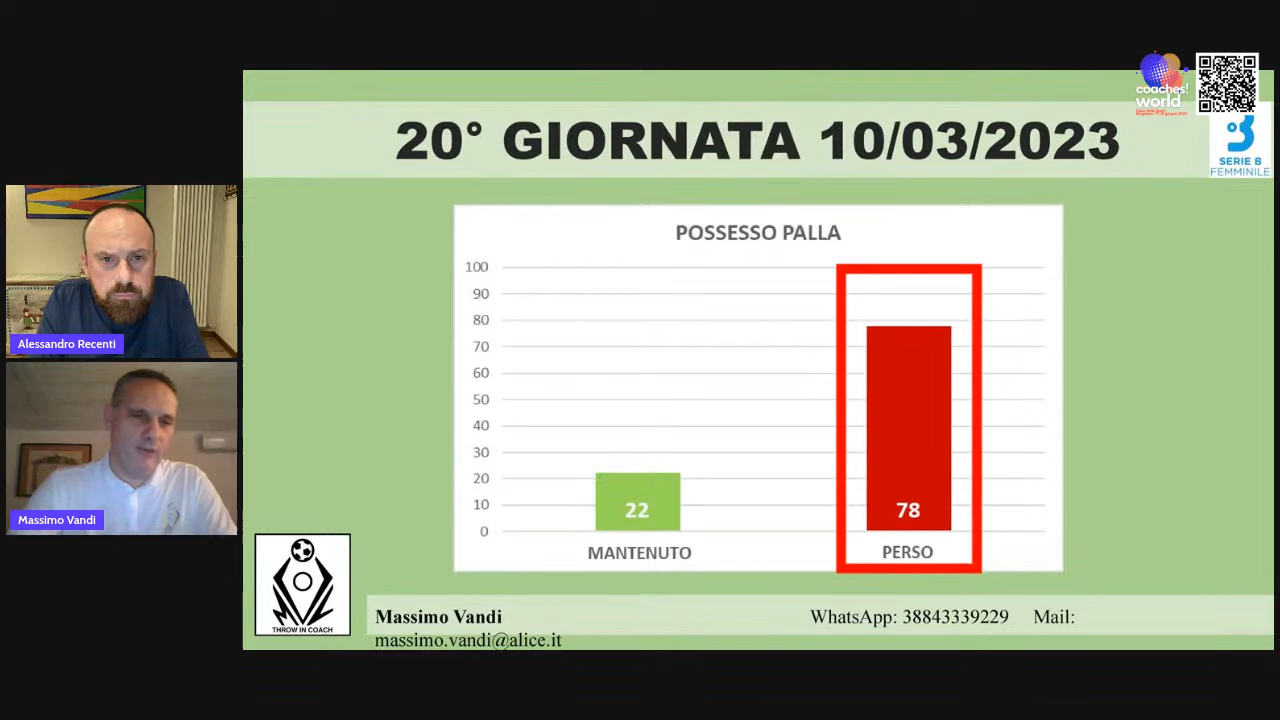 coaches!
world
20° GIORNATA 10/03/2023
SERIE B
FEMMINILE
POSSESSO PALLA
100
90
80
70
60
50
40
30
20
10
0
22
78
MANTENUTO
PERSO
Alessandro Recenti
Massimo Vandi
THROW IN COACH
Massimo Vandi
WhatsApp: 38843339229 Mail:
massimo.vandi@alice.it